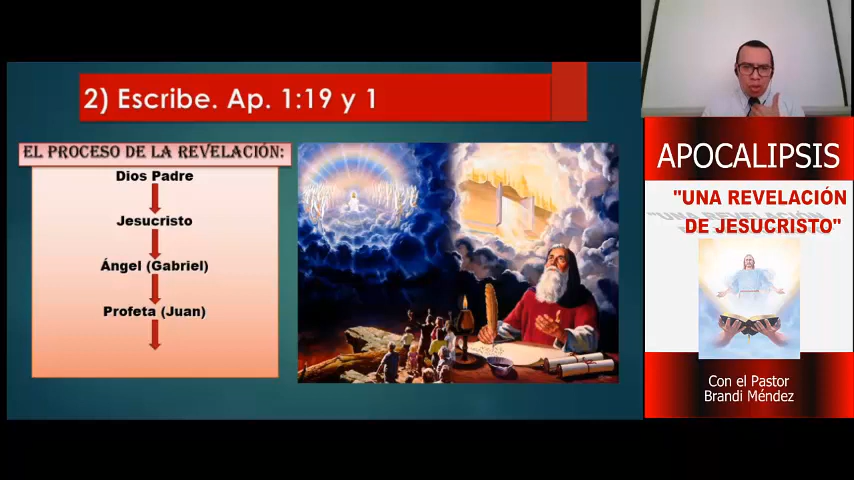 2) Escribe. Ap. 1:19 y 1
EL PROCESO DE LA REVELACIÓN:
Dios Padre
Jesucristo
Ángel (Gabriel)
Profeta (Juan)
APOCALIPSIS
"UNA REVELACIÓN
DE JESUCRISTO"
Con el Pastor
Brandi Méndez